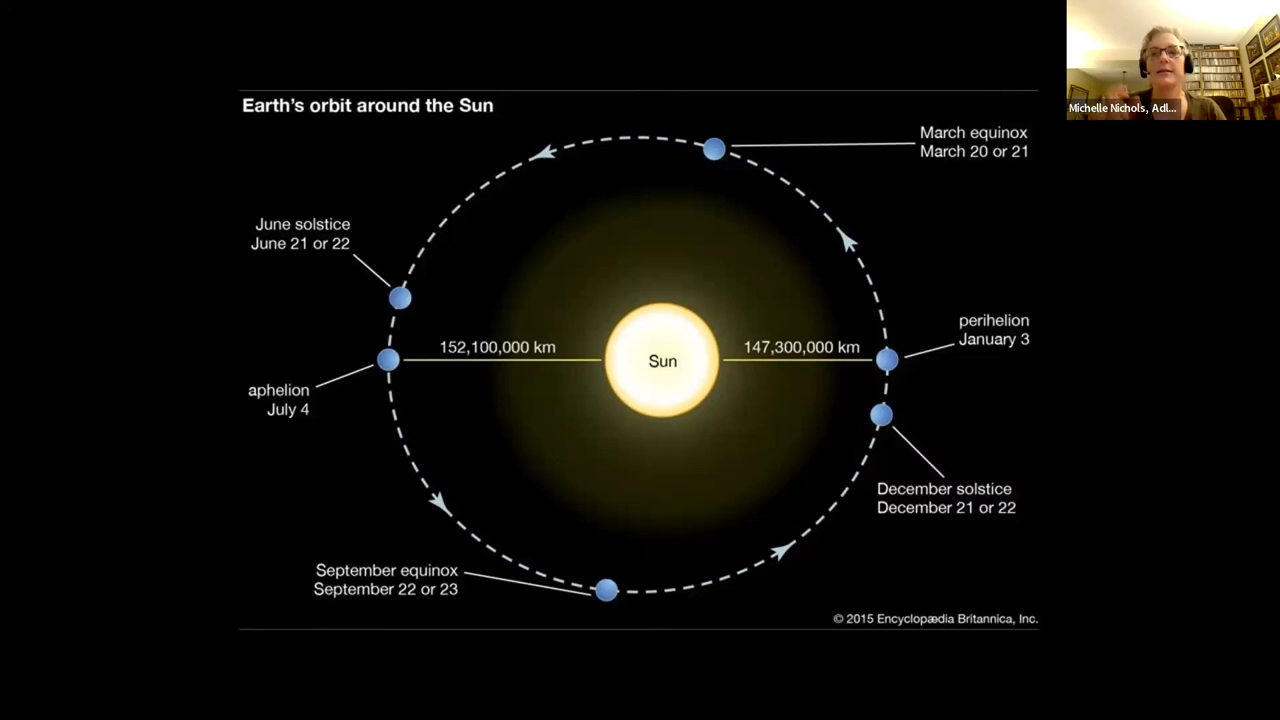 Earth's orbit around the Sun
March equinox
March 20 or 21
June solstice
June 21 or 22
perihelion
January 3
152,100,000 km
Sun
147,300,000 km
aphelion
July 4
December solstice
December 21 or 22
September equinox
September 22 or 23
© 2015 Encyclopædia Britannica, Inc.
Michelle Nichols, Adl...